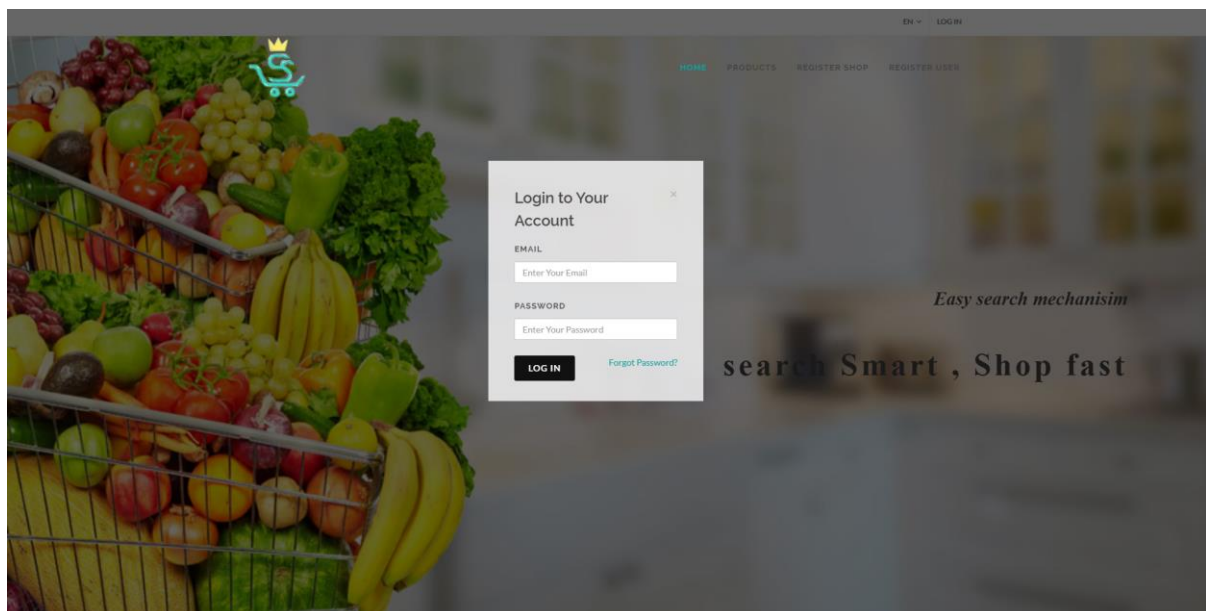 EN LOG IN
HOME PRODUCTS REGISTER SHOP REGISTER USER
Login to Your
Account
×
EMAIL
Enter Your Email
PASSWORD
Enter Your Password
LOG IN Forgot Password?
Easy search mechanisim
search Smart , Shop fast